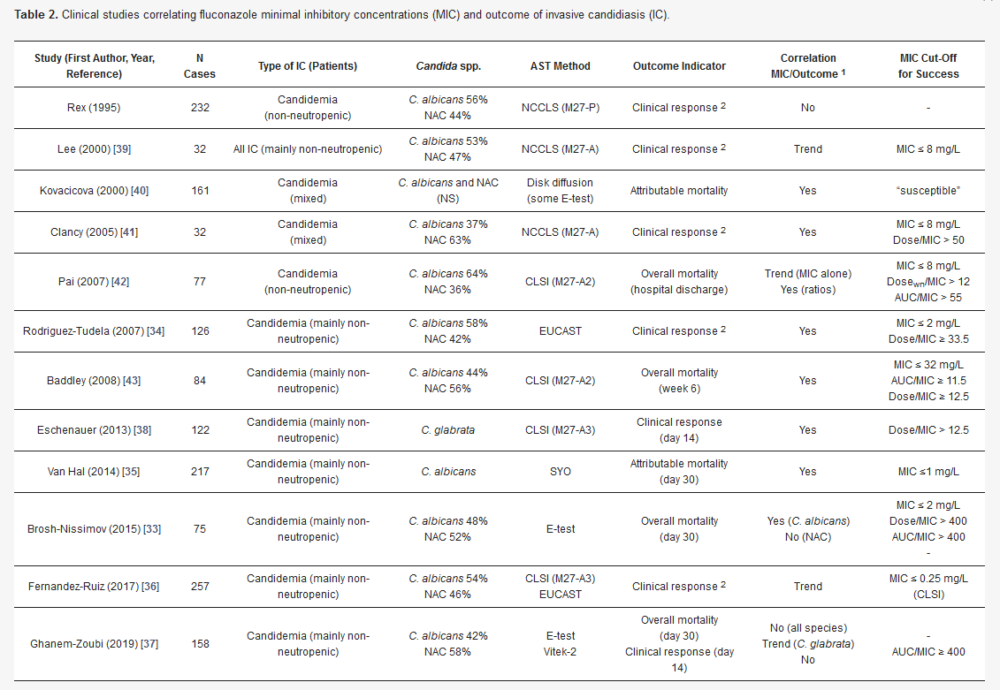 Table 2. Clinical studies correlating fluconazole minimal inhibitory concentrations (MIC) and outcome of invasive candidiasis (IC).
Study (First Author, Year, Reference) N Cases Type of IC (Patients) Candida spp. AST Method Outcome Indicator Correlation MIC/Outcome 1 MIC Cut-Off for Success
Rex (1995) 232 Candidemia (non-neutropenic) C. albicans 56% NAC 44% NCCLS (M27-P) Clinical response 2 No -
Lee (2000) [39] 32 All IC (mainly non-neutropenic) C. albicans 53% NAC 47% NCCLS (M27-A) Clinical response 2 Trend MIC ≤ 8 mg/L
Kovacicova (2000) [40] 161 Candidemia (mixed) C. albicans and NAC (NS) Disk diffusion (some E-test) Attributable mortality Yes “susceptible”
Clancy (2005) [41] 32 Candidemia (mixed) C. albicans 37% NAC 63% NCCLS (M27-A) Clinical response 2 Yes MIC ≤ 8 mg/L Dose/MIC > 50
Pai (2007) [42] 77 Candidemia (non-neutropenic) C. albicans 64% NAC 36% CLSI (M27-A2) Overall mortality (hospital discharge) Trend (MIC alone) Yes (ratios) MIC ≤ 8 mg/L Dosewn/MIC > 12 AUC/MIC > 55
Rodriguez-Tudela (2007) [34] 126 Candidemia (mainly non-neutropenic) C. albicans 58% NAC 42% EUCAST Clinical response 2 Yes MIC ≤ 2 mg/L Dose/MIC ≥ 33.5
Baddley (2008) [43] 84 Candidemia (mainly non-neutropenic) C. albicans 44% NAC 56% CLSI (M27-A2) Overall mortality (week 6) Yes MIC ≤ 32 mg/L AUC/MIC ≥ 11.5 Dose/MIC ≥ 12.5
Eschenauer (2013) [38] 122 Candidemia (mainly non-neutropenic) C. glabrata CLSI (M27-A3) Clinical response (day 14) Yes Dose/MIC > 12.5
Van Hal (2014) [35] 217 Candidemia (mainly non-neutropenic) C. albicans SYO Attributable mortality (day 30) Yes MIC ≤1 mg/L
Brosh-Nissimov (2015) [33] 75 Candidemia (mainly non-neutropenic) C. albicans 48% NAC 52% E-test Overall mortality (day 30) Yes (C. albicans) No (NAC) MIC ≤ 2 mg/L Dose/MIC > 400 AUC/MIC > 400 -
Fernandez-Ruiz (2017) [36] 257 Candidemia (mainly non-neutropenic) C. albicans 54% NAC 46% CLSI (M27-A3) EUCAST Clinical response 2 Trend MIC ≤ 0.25 mg/L (CLSI)
Ghanem-Zoubi (2019) [37] 158 Candidemia (mainly non-neutropenic) C. albicans 42% NAC 58% E-test Vitek-2 Overall mortality (day 30) Clinical response (day 14) No (all species) Trend (C. glabrata) No - AUC/MIC ≥ 400